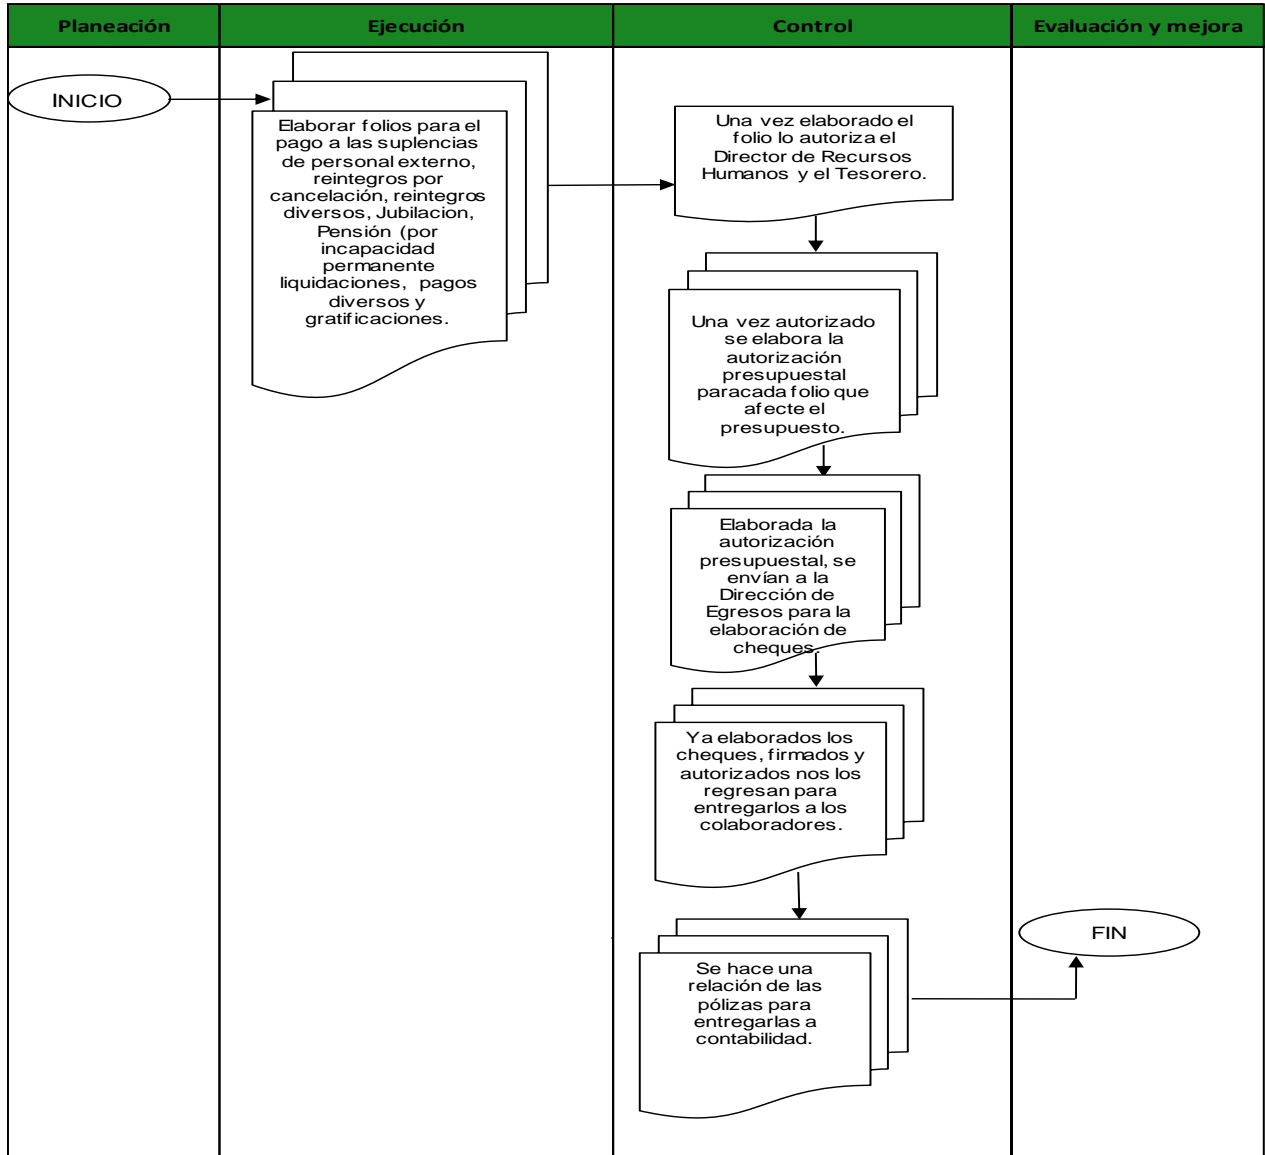 Planeación
Ejecución
Control
Evaluación y mejora
INICIO
Elaborar folios para el
pago a las suplencias
de personal externo,
reintegros por
cancelación, reintegros
diversos, Jubilacion,
Pensión (por
incapacidad
permanente
liquidaciones, pagos
diversos y
gratificaciones.
Una vez elaborado el
folio lo autoriza el
Director de Recursos
Humanos y el Tesorero.
Una vez autorizado
se elabora la
autorización
presupuestal
paracada folio que
afecte el
presupuesto.
Elaborada la
autorización
presupuestal, se
envían a la
Dirección de
Egresos para la
elaboración de
cheques.
Ya elaborados los
cheques, firmados y
autorizados nos los
regresan para
entregarlos a los
colaboradores.
Se hace una
relación de las
pólizas para
entregarlas a
contabilidad.
FIN